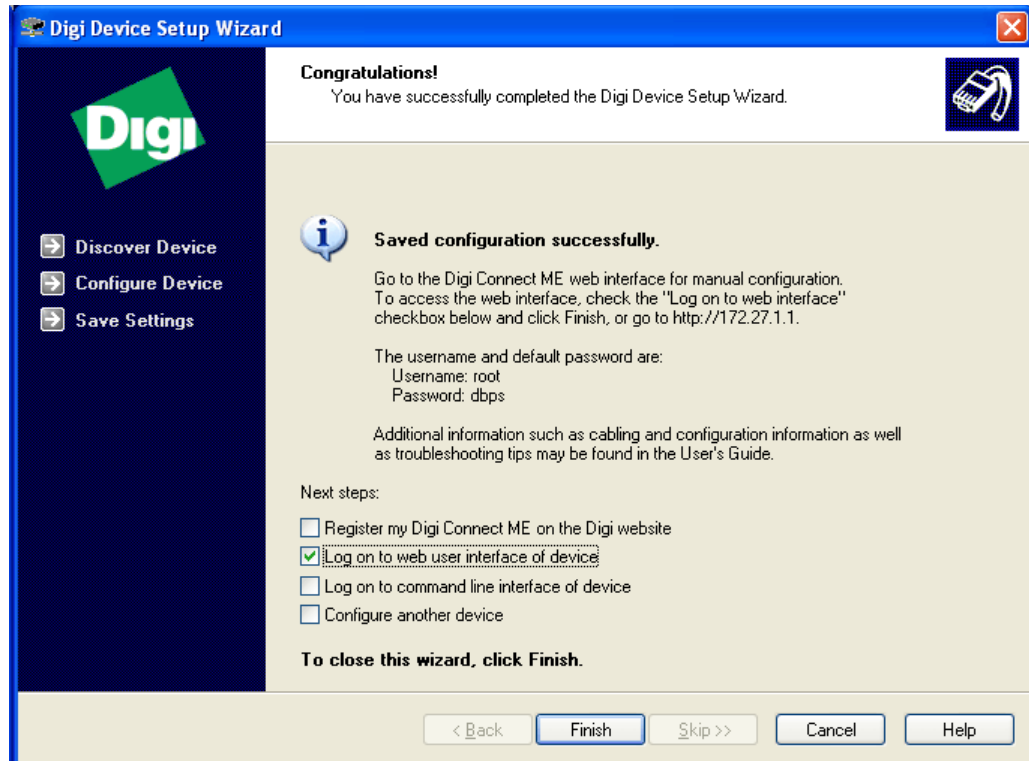 Digi Device Setup Wizard
Digi
Discover Device
Configure Device
Save Settings
Congratulations!
You have successfully completed the Digi Device Setup Wizard.
Saved configuration successfully.
Go to the Digi Connect ME web interface for manual configuration.
To access the web interface, check the "Log on to web interface"
checkbox below and click Finish, or go to http://172.27.1.1.
The username and default password are:
Username: root
Password: dbps
Additional information such as cabling and configuration information as well
as troubleshooting tips may be found in the User's Guide.
Next steps:
Register my Digi Connect ME on the Digi website
Log on to web user interface of device
Log on to command line interface of device
Configure another device
To close this wizard, click Finish.
< Back Finish Skip >> Cancel Help